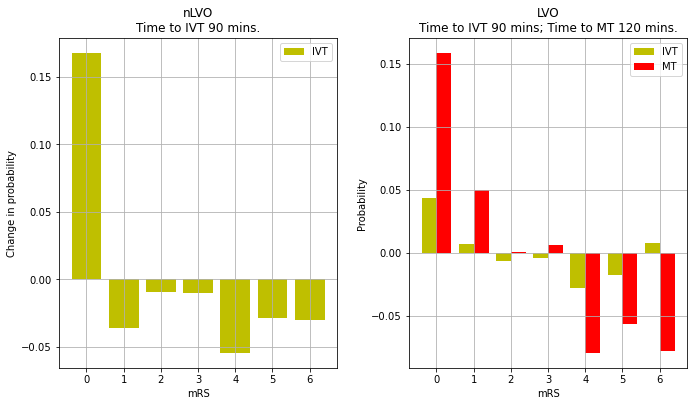 nLVO
Time to IVT 90 mins.
IVT
Change in probability
0.15
0.10
0.05
0.00
−0.05
0 1 2 3 4 5 6
mRS
LVO
Time to IVT 90 mins; Time to MT 120 mins.
IVT
MT
Probability
0.15
0.10
0.05
0.00
−0.05
0 1 2 3 4 5 6
mRS